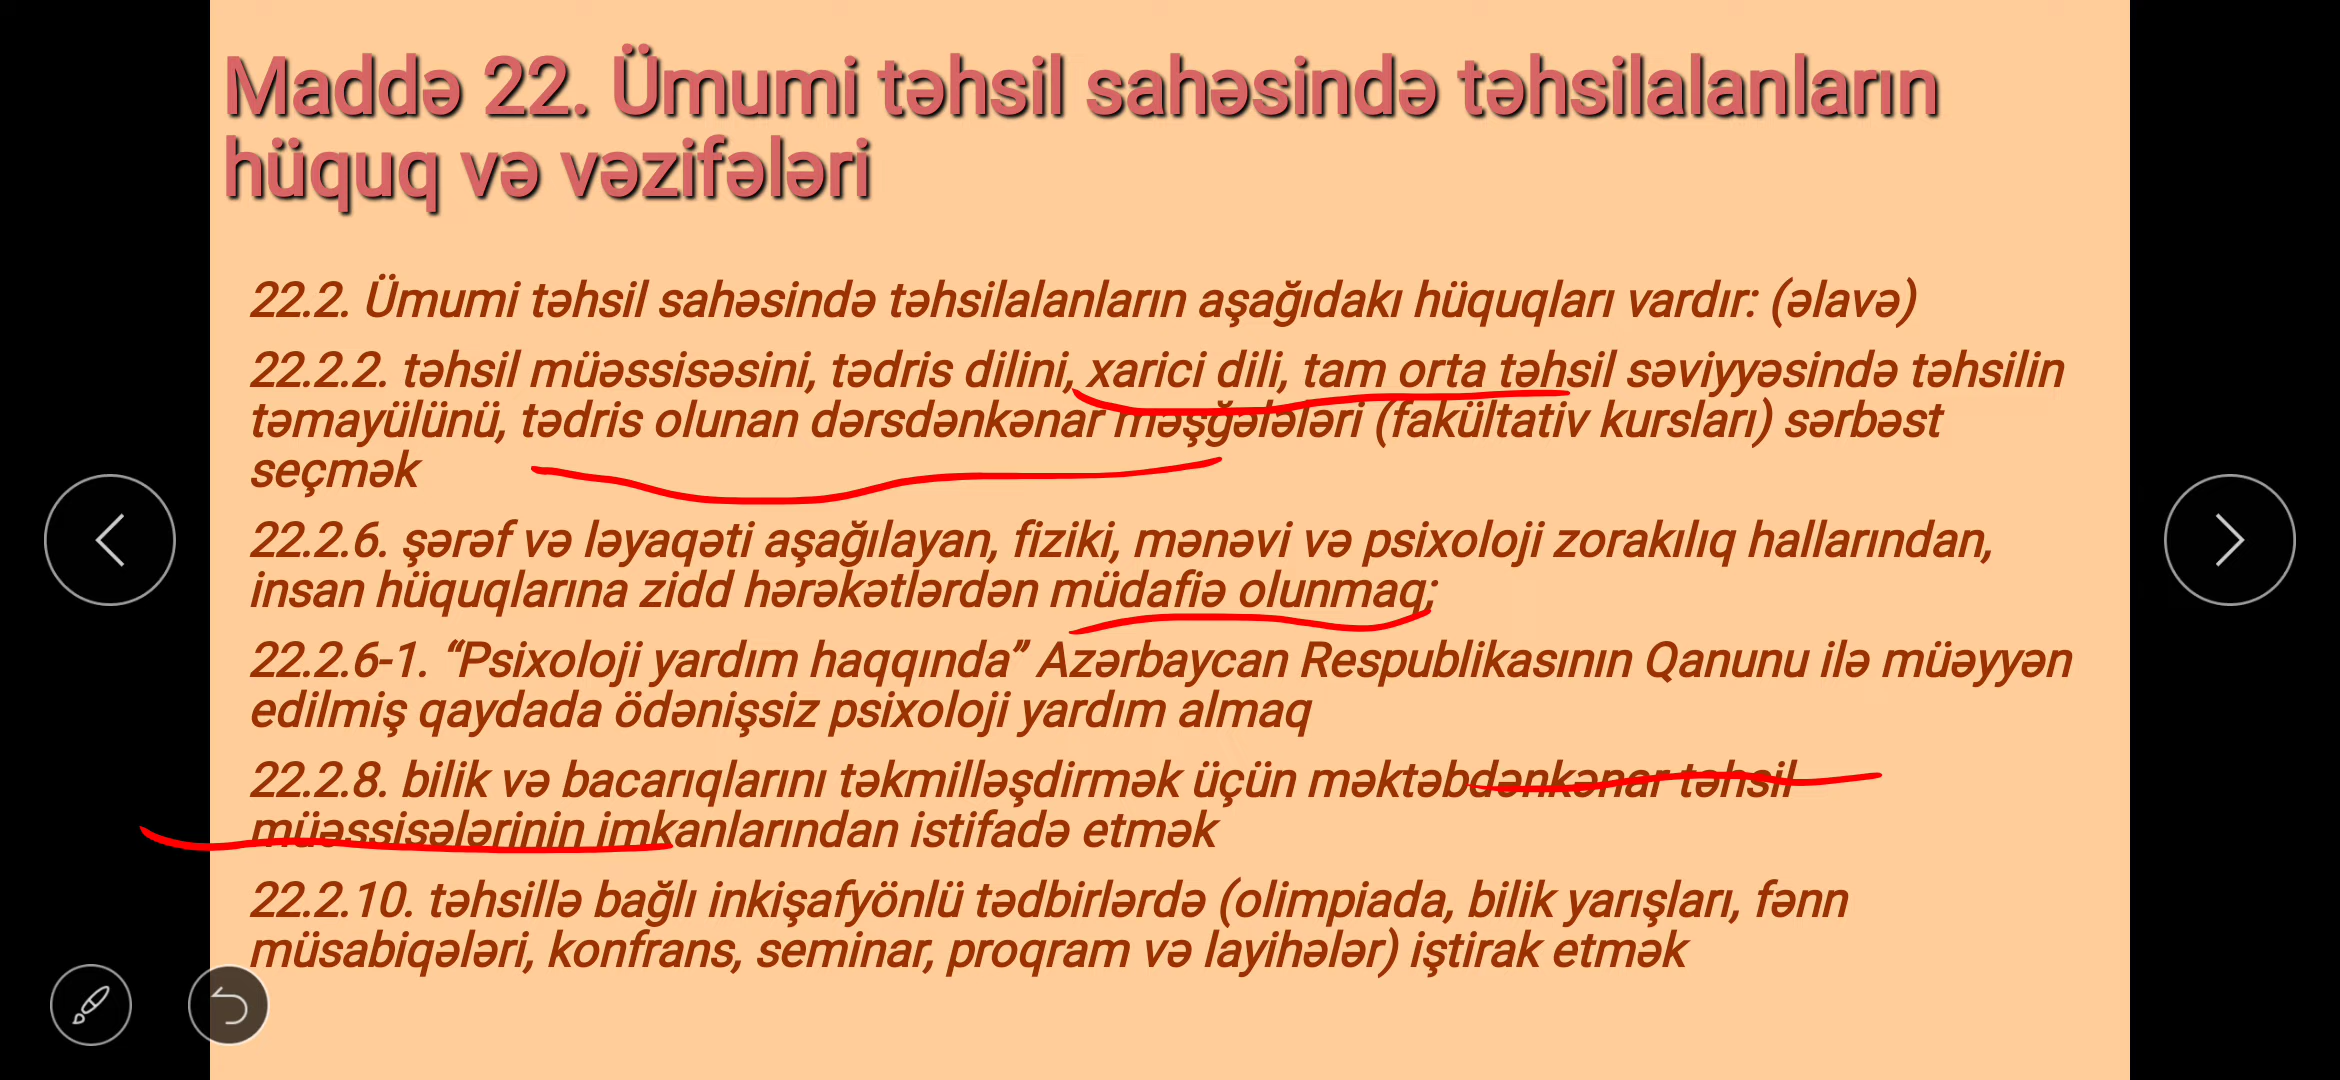 Maddə 22. Ümumi təhsil sahəsində təhsilalanların
hüquq və vəzifələri
22.2. Ümumi təhsil sahəsində təhsilalanların aşağıdakı hüquqları vardır: (əlavə)
22.2.2. təhsil müəssisəsini, tədris dilini, xarici dili, tam orta təhsil səviyyəsində təhsilin
təmayülünü, tədris olunan dərsdənkənar məşğələləri (fakültativ kursları) sərbəst
seçmək
22.2.6. şərəf və ləyaqəti aşağılayan, fiziki, mənəvi və psixoloji zorakılıq hallarından,
insan hüquqlarına zidd hərəkətlərdən müdafiə olunmaq;
22.2.6-1. “Psixoloji yardım haqqında” Azərbaycan Respublikasının Qanunu ilə müəyyən
edilmiş qaydada ödənişsiz psixoloji yardım almaq
22.2.8. bilik və bacarıqlarını təkmilləşdirmək üçün məktəbdənkənar təhsil
müəssisələrinin imkanlarından istifadə etmək
22.2.10. təhsillə bağlı inkişafyönlü tədbirlərdə (olimpiada, bilik yarışları, fənn
müsabiqələri, konfrans, seminar, proqram və layihələr) iştirak etmək